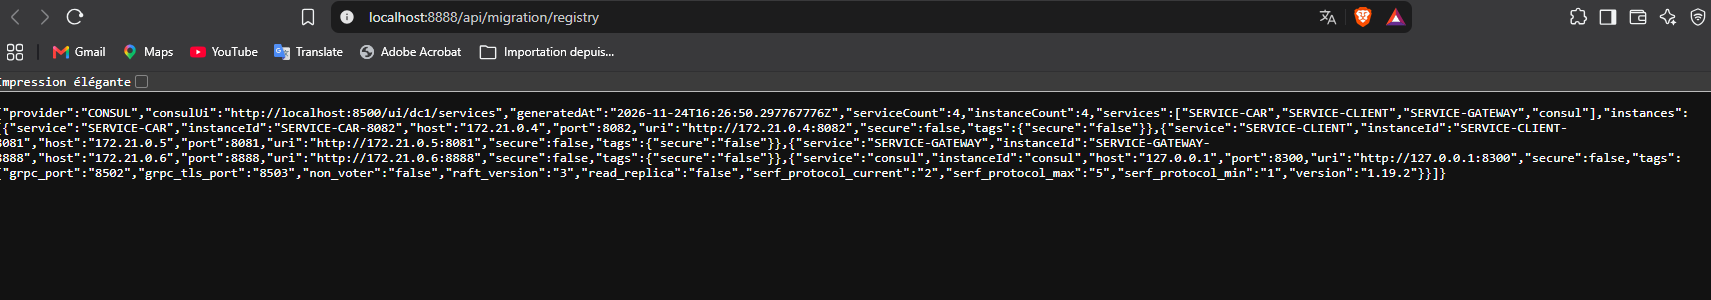 localhost:8888/api/migration/registry
Gmail
Maps
YouTube
Translate
Adobe Acrobat
Importation depuis...
Impression élégante
{"provider":"CONSUL","consulUi":"http://localhost:8500/ui/dc1/services","generatedAt":"2026-11-24T16:26:50.297767776Z","serviceCount":4,"instanceCount":4,"services":["SERVICE-CAR","SERVICE-CLIENT","SERVICE-GATEWAY","consul"],"instances":
[{"service":"SERVICE-CAR","instanceId":"SERVICE-CAR-8082","host":"172.21.0.4","port":8082,"uri":"http://172.21.0.4:8082","secure":false,"tags":{"secure":"false"}},{"service":"SERVICE-CLIENT","instanceId":"SERVICE-CLIENT-
8081","host":"172.21.0.5","port":8081,"uri":"http://172.21.0.5:8081","secure":false,"tags":{"secure":"false"}},{"service":"SERVICE-GATEWAY","instanceId":"SERVICE-GATEWAY-
8888","host":"172.21.0.6","port":8888,"uri":"http://172.21.0.6:8888","secure":false,"tags":{"secure":"false"}},{"service":"consul","instanceId":"consul","host":"127.0.0.1","port":8300,"uri":"http://127.0.0.1:8300","secure":false,"tags":
{"grpc_port":"8502","grpc_tls_port":"8503","non_voter":"false","raft_version":"3","read_replica":"false","serf_protocol_current":"2","serf_protocol_max":"5","serf_protocol_min":"1","version":"1.19.2"}}]}